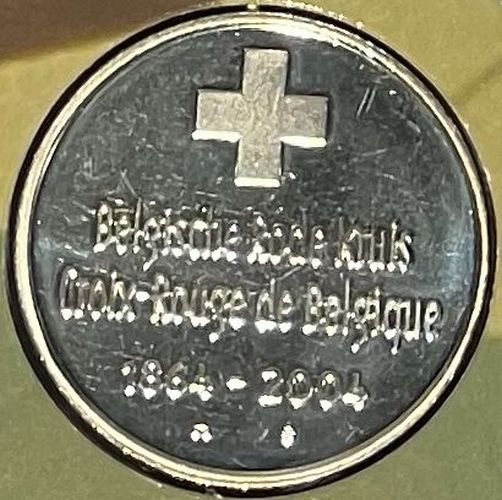 Belgische Rode Kruis
Croix-Rouge de Belgique
1864 - 2004